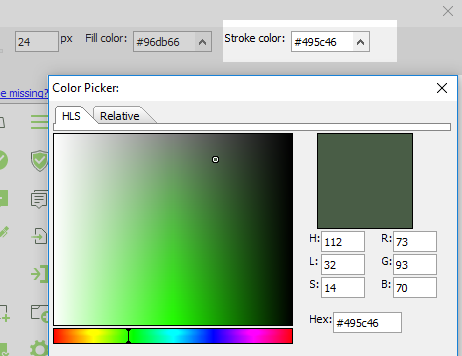 24 px Fill color: #96db66 Stroke color: #495c46
e missing?
Color Picker:
HLS Relative
H: 112 R: 73
L: 32 G: 93
S: 14 B: 70
Hex: #495c46